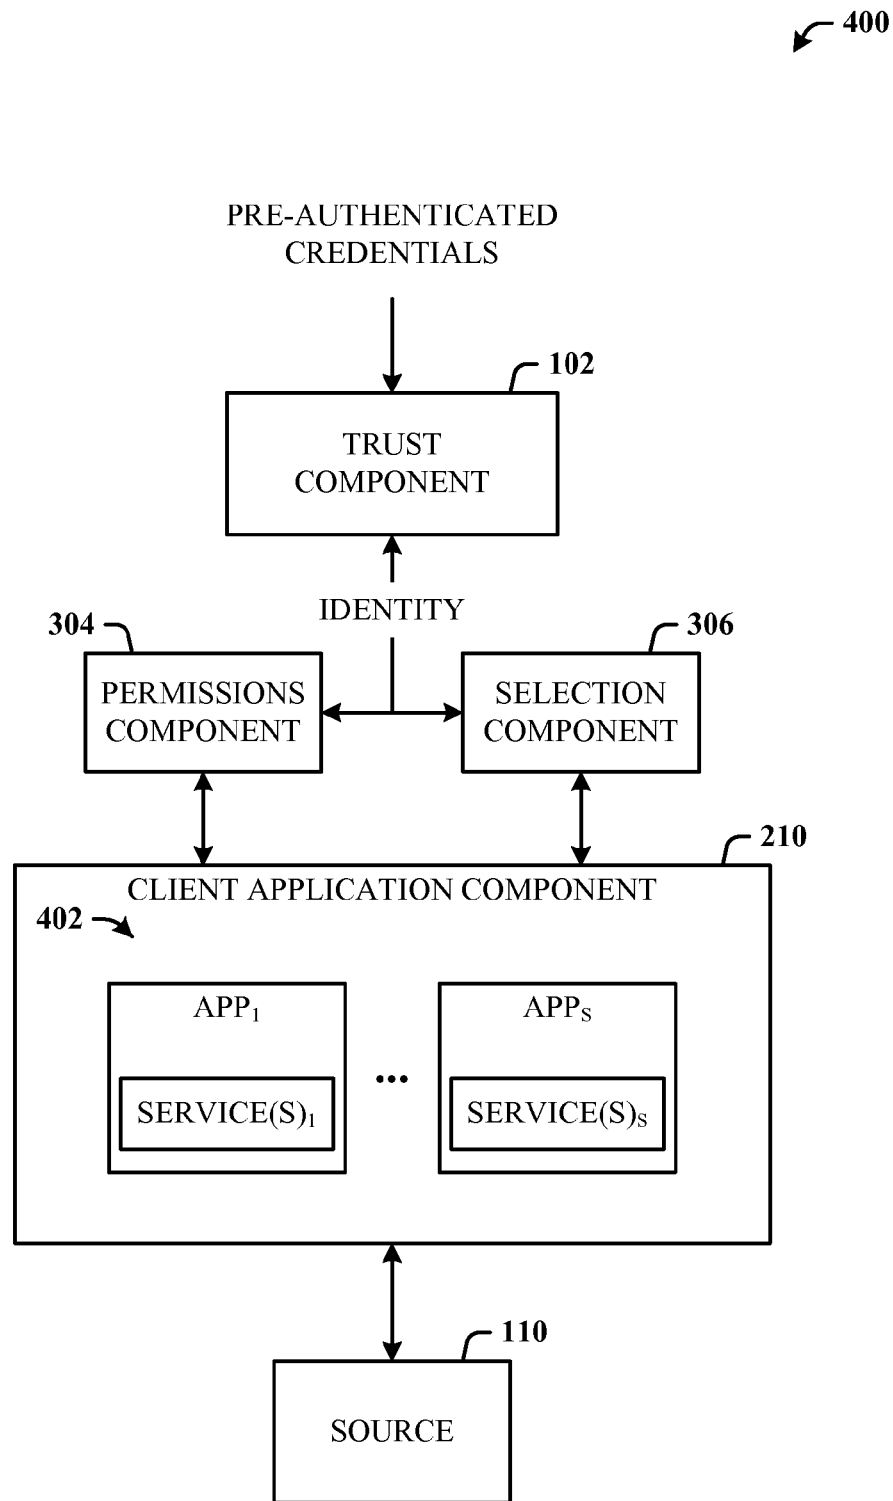 400
PRE-AUTHENTICATED
CREDENTIALS
102
TRUST
COMPONENT
IDENTITY
304
306
PERMISSIONS
COMPONENT
SELECTION
COMPONENT
210
CLIENT APPLICATION COMPONENT
402
APP₁
APPₛ
...
SERVICE(S)₁
SERVICE(S)ₛ
110
SOURCE